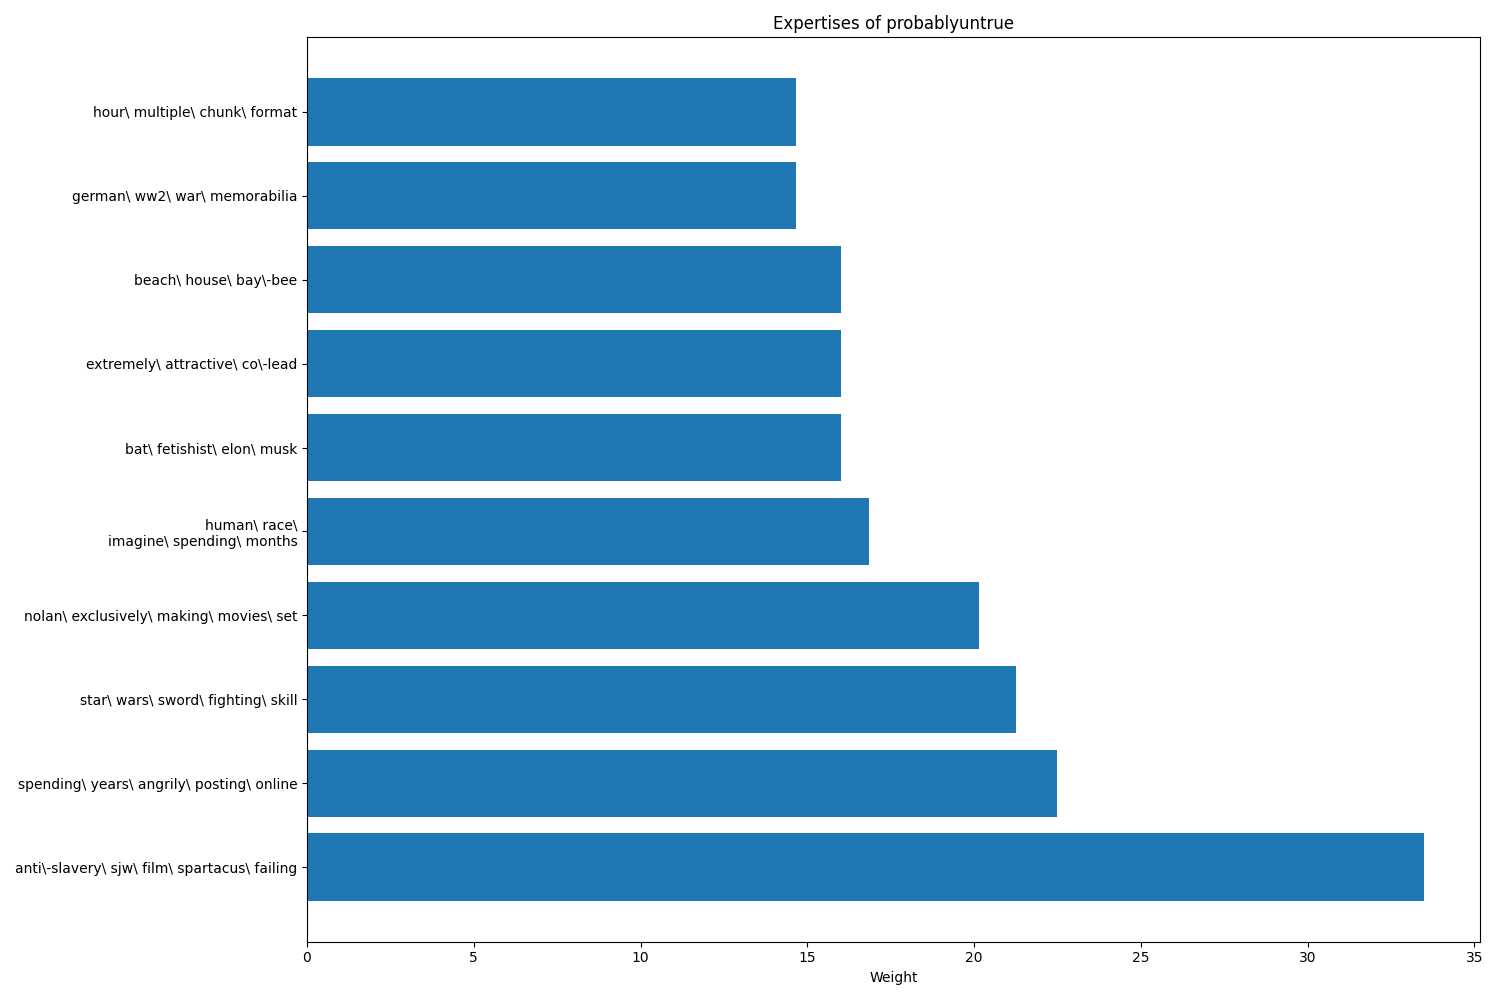 Expertises of probablyuntrue
hour\ multiple\ chunk\ format
german\ ww2\ war\ memorabilia
beach\ house\ bay\-bee
extremely\ attractive\ co\-lead
bat\ fetishist\ elon\ musk
human\ race\
imagine\ spending\ months
nolan\ exclusively\ making\ movies\ set
star\ wars\ sword\ fighting\ skill
spending\ years\ angrily\ posting\ online
anti\-slavery\ sjw\ film\ spartacus\ failing
0 5 10 15 20 25 30 35
Weight